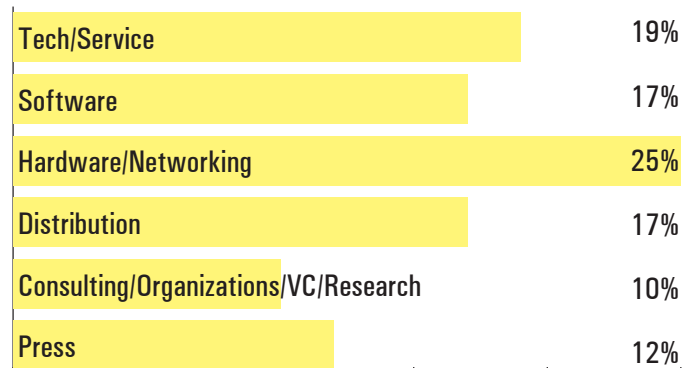 Tech/Service 19%
Software 17%
Hardware/Networking 25%
Distribution 17%
Consulting/Organizations/VC/Research 10%
Press 12%